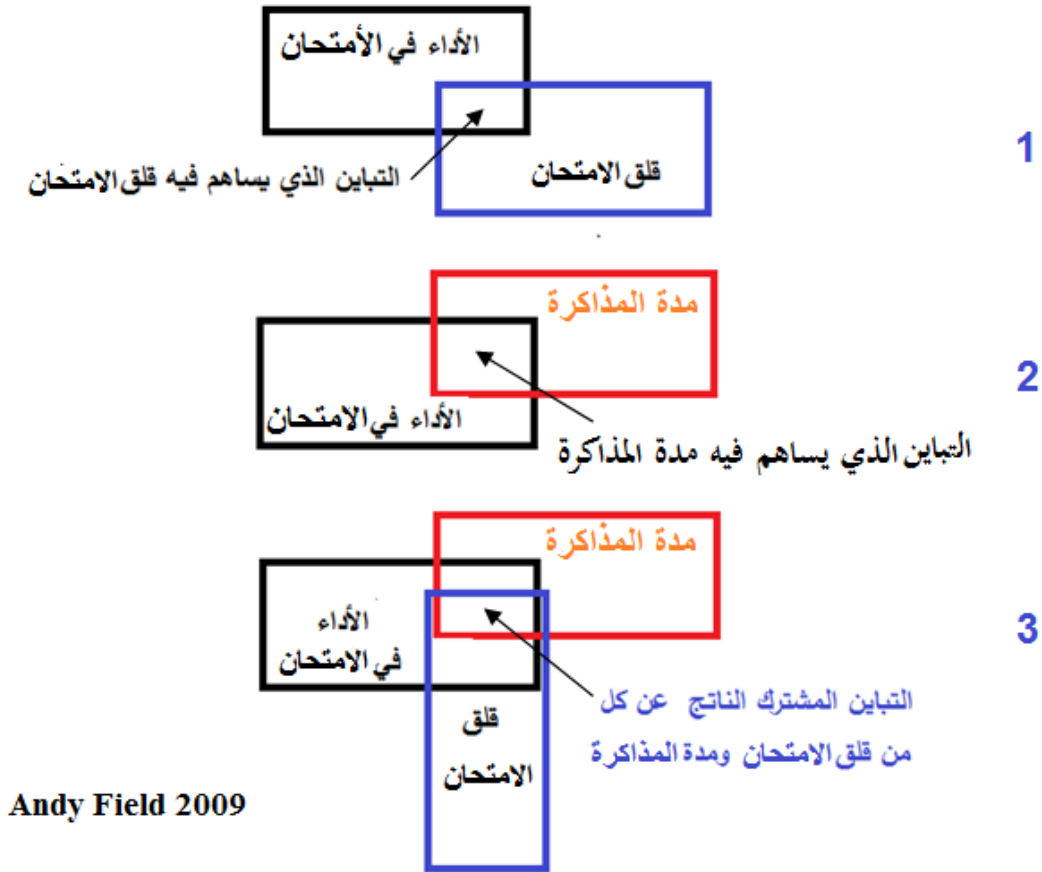 الأداء في الأمتحان
قلق الامتحان
التباين الذي يساهم فيه قلق الامتحان
1
مدة المذاكرة
الأداء في الامتحان
التباين الذي يساهم فيه مدة المذاكرة
2
مدة المذاكرة
الأداء
في الامتحان
قلق
الامتحان
التباين المشترك الناتج عن كل
من قلق الامتحان ومدة المذاكرة
3
Andy Field 2009